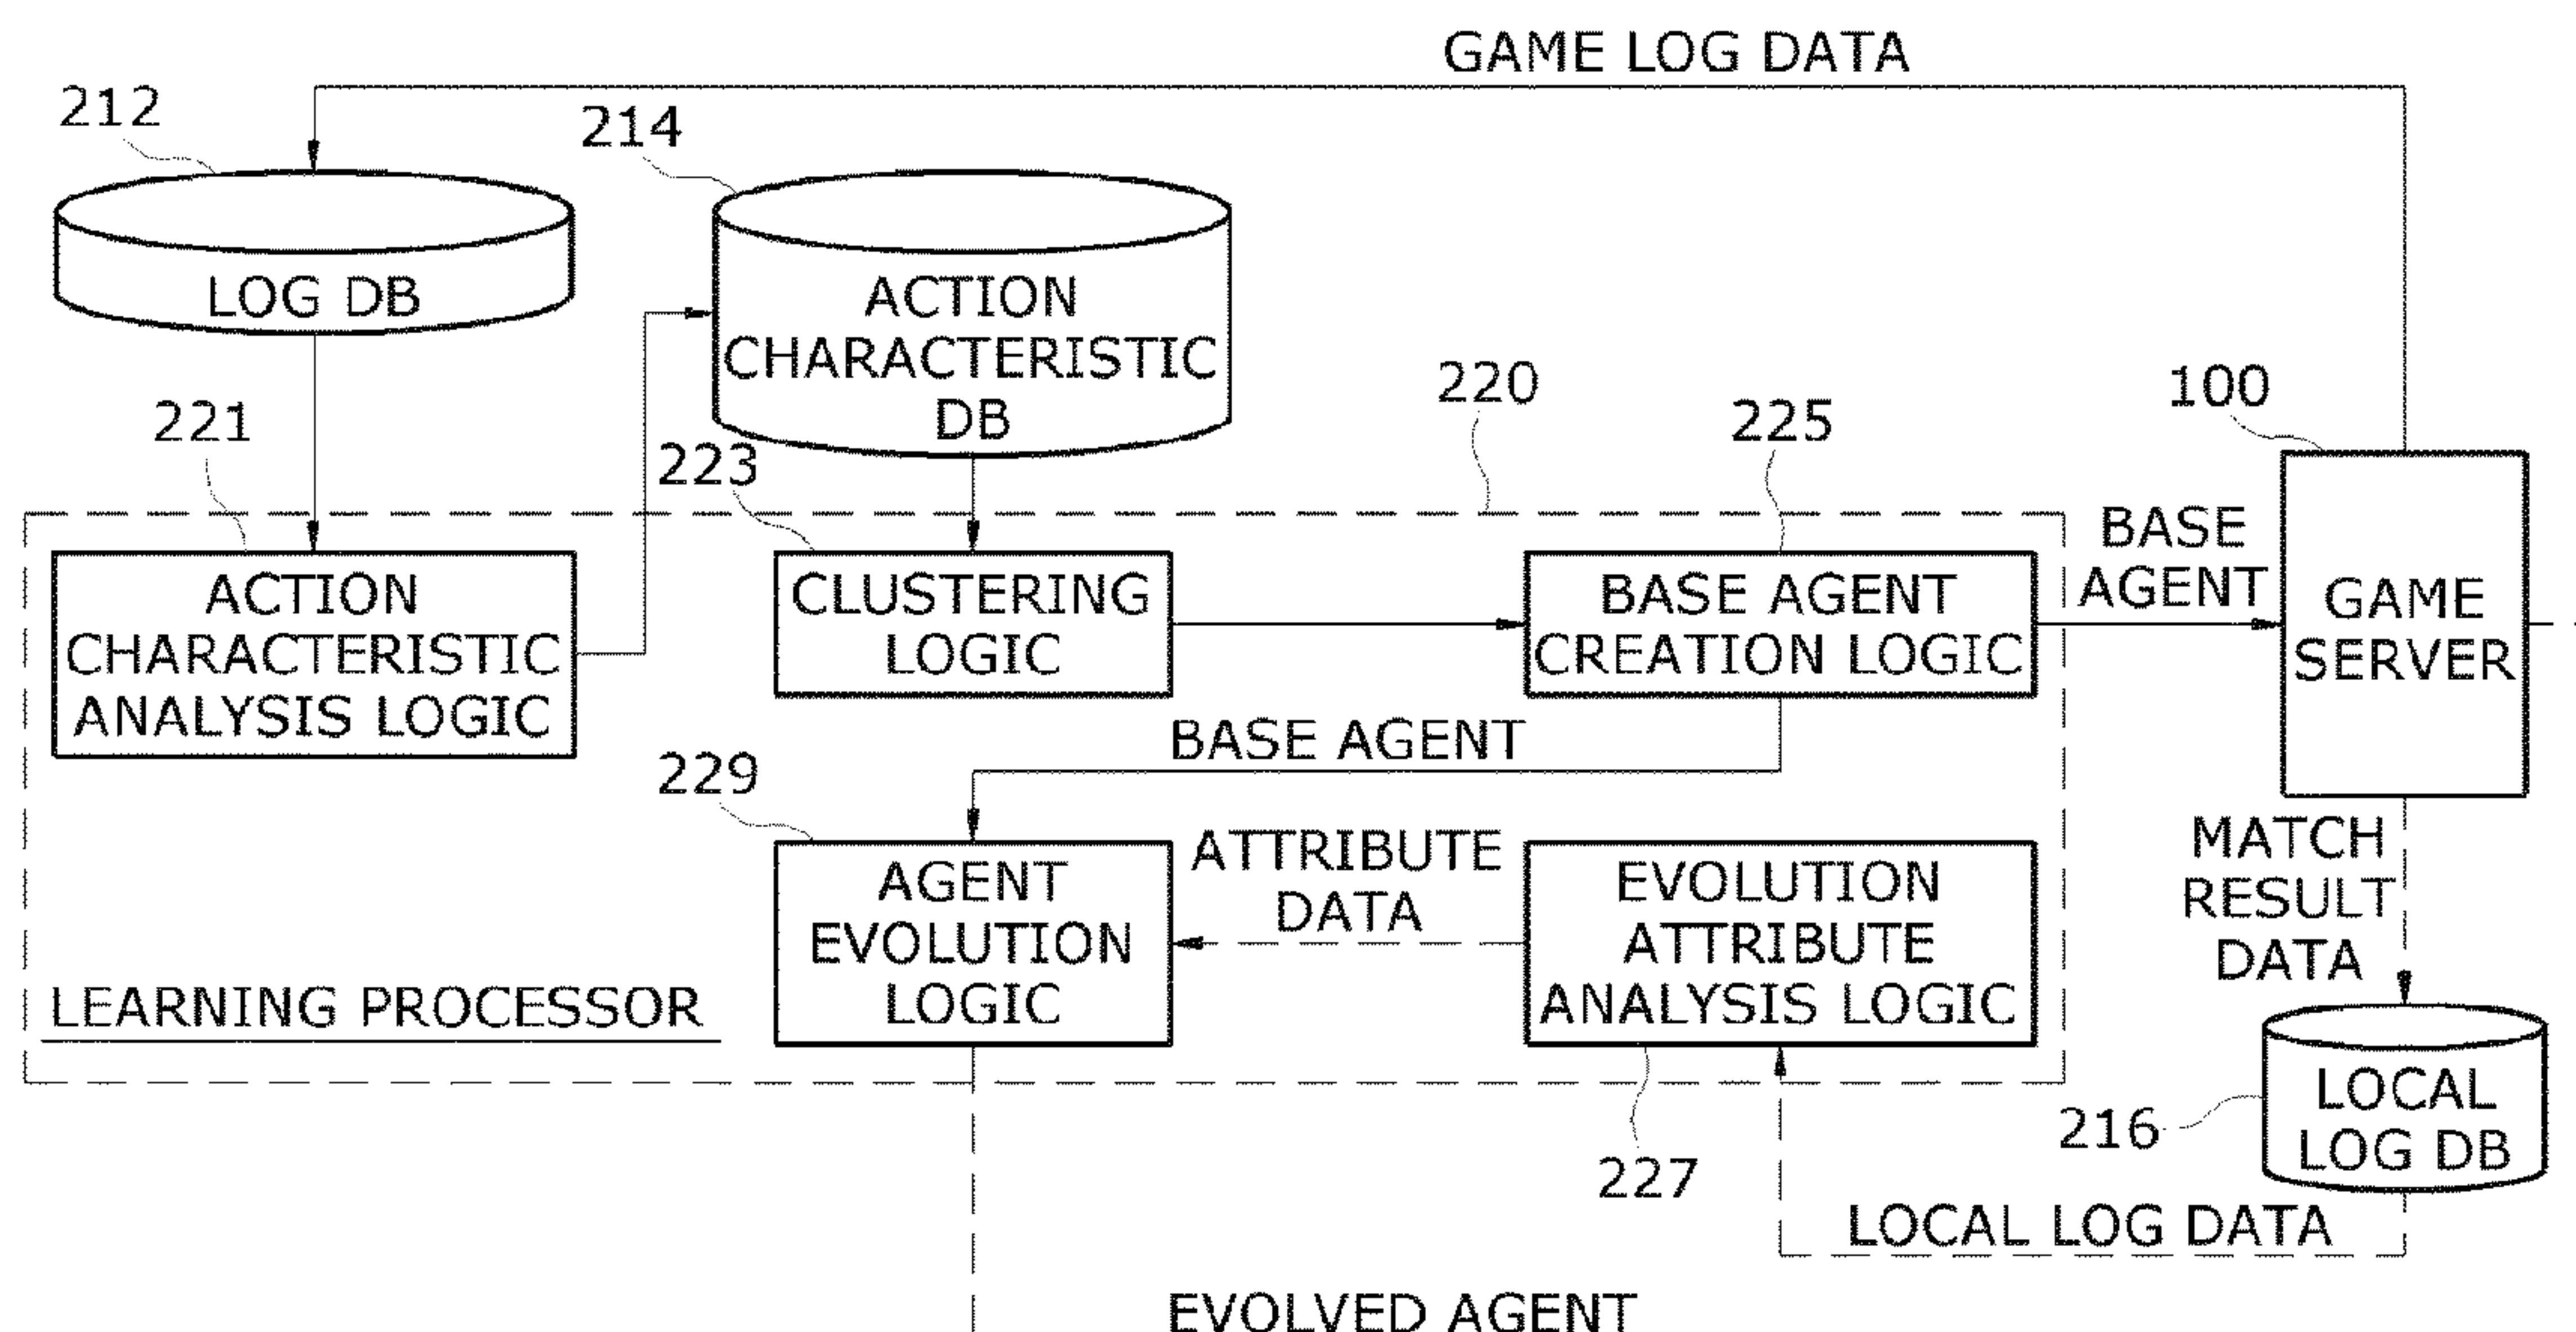 GAME LOG DATA
212
214
LOG DB
ACTION
CHARACTERISTIC
DB
220
100
221
223
225
BASE
AGENT
ACTION
CHARACTERISTIC
ANALYSIS LOGIC
CLUSTERING
LOGIC
BASE AGENT
CREATION LOGIC
GAME
SERVER
BASE AGENT
229
ATTRIBUTE
DATA
MATCH
RESULT
DATA
AGENT
EVOLUTION
LOGIC
EVOLUTION
ATTRIBUTE
ANALYSIS LOGIC
LEARNING PROCESSOR
LOCAL
LOG DB
216
227
LOCAL LOG DATA
EVOLVED AGENT